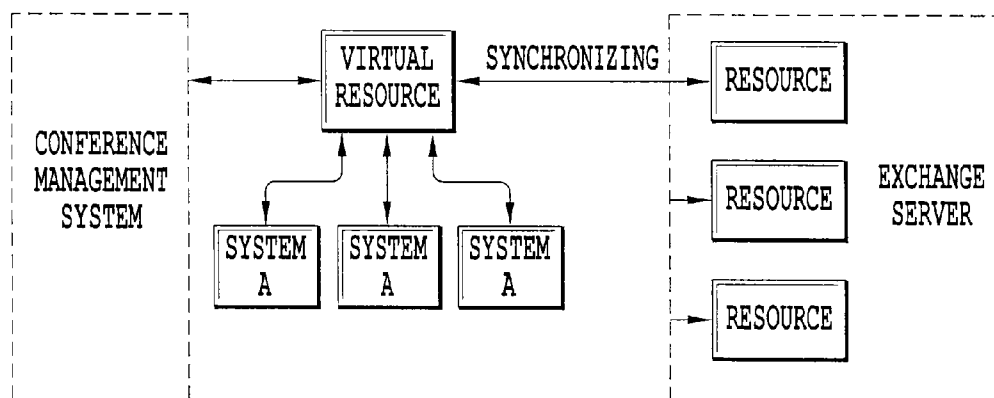 CONFERENCE
MANAGEMENT
SYSTEM
VIRTUAL
RESOURCE
SYNCHRONIZING
SYSTEM
A
SYSTEM
A
SYSTEM
A
RESOURCE
RESOURCE
RESOURCE
EXCHANGE
SERVER